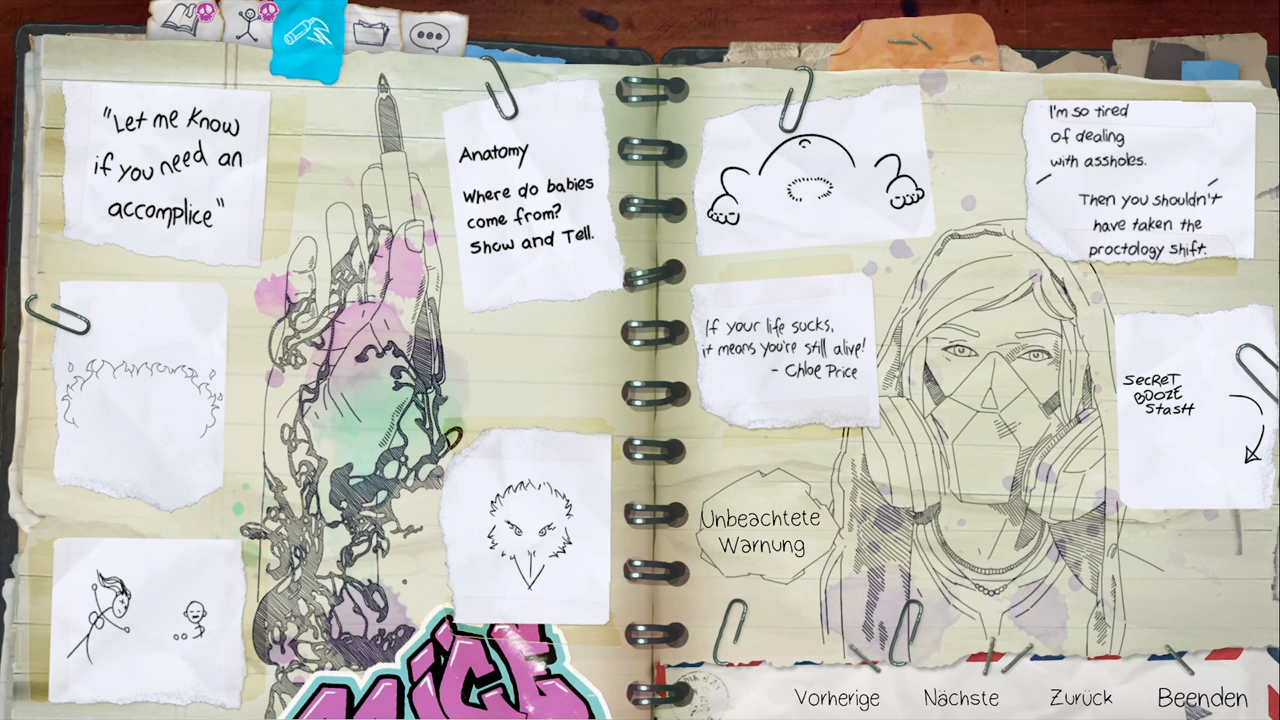 "Let me know
if you need an
accomplice"
Anatomy
Where do babies
come from?
Show and Tell.
NICE
I'm so tired
of dealing
with assholes.
Then you shouldn't
have taken the
proctology shift.
If your life sucks,
it means you're still alive!
- Chloe Price
SECRET
BOOZE
STASH
Unbeachtete
Warnung
Vorherige
Nächste
Zurück
Beenden